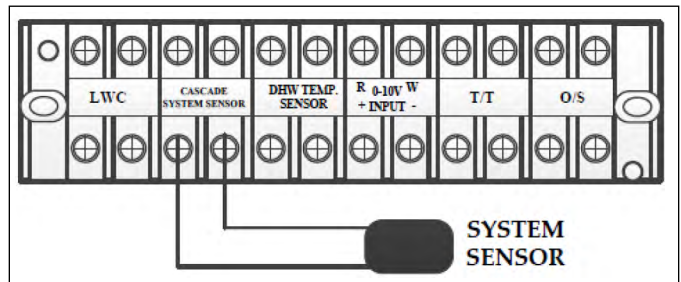 LWC
CASCADE
SYSTEM SENSOR
DHW TEMP.
SENSOR
R 0-10V W
+ INPUT -
T/T
O/S
SYSTEM
SENSOR